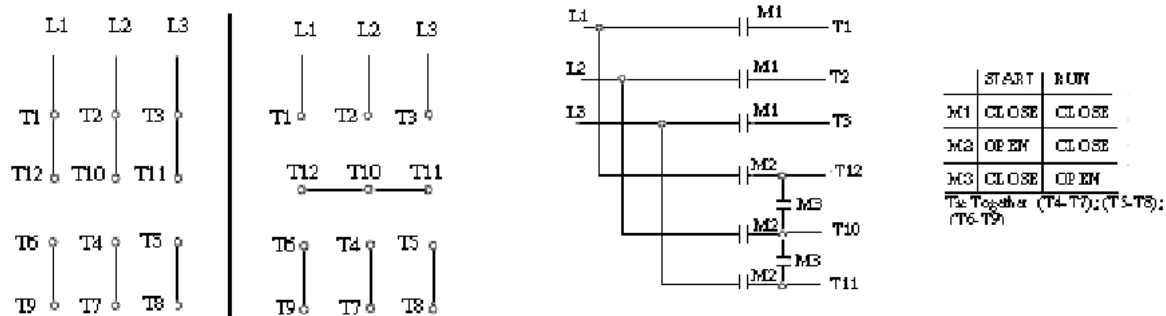 L1 L2 L3
T1 T2 T3
T12 T10 T11
T6 T4 T5
T9 T7 T8
L1 L2 L3
T1 T2 T3
T12 T10 T11
T6 T4 T5
T9 T7 T8
L1 M1 T1
L2 M1 T2
L3 M1 T3
M2 T12
M3
M2 T10
M3
M2 T11
START RUN
M1 CLOSE CLOSE
M2 OPEN CLOSE
M3 CLOSE OPEN
Tie Together (T4-T7); (T5-T8);
(T6-T9)